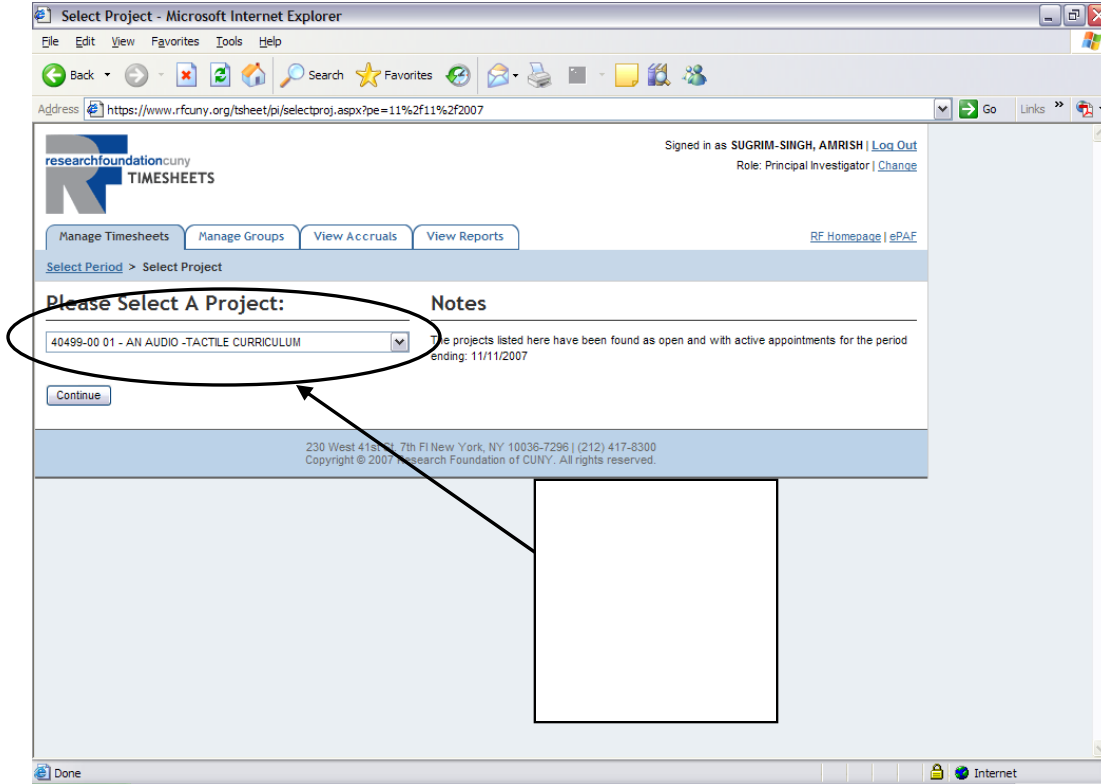 Select Project - Microsoft Internet Explorer
File Edit View Favorites Tools Help
Back Search Favorites
Address https://www.rfcuny.org/tsheet/pi/selectproj.aspx?pe=11%2f11%2f2007 Go Links »
researchfoundationcuny
TIMESHEETS
Signed in as SUGRIM-SINGH, AMRISH | Log Out
Role: Principal Investigator | Change
Manage Timesheets Manage Groups View Accruals View Reports RF Homepage | ePAF
Select Period > Select Project
Please Select A Project:
40499-00 01 - AN AUDIO -TACTILE CURRICULUM
Continue
Notes
The projects listed here have been found as open and with active appointments for the period
ending: 11/11/2007
230 West 41st St, 7th Fl New York, NY 10036-7296 | (212) 417-8300
Copyright © 2007 Research Foundation of CUNY. All rights reserved.
Done Internet